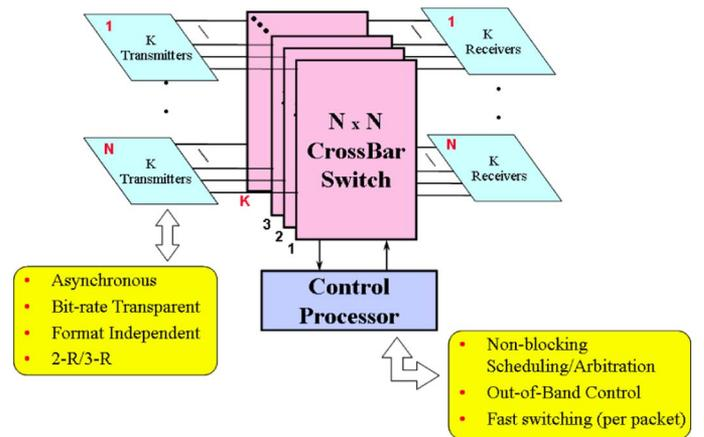 1
K
Transmitters
1
K
Receivers
N
K
Transmitters
N x N
CrossBar
Switch
N
K
Receivers
K
3
2
1
Control
Processor
• Asynchronous
• Bit-rate Transparent
• Format Independent
• 2-R/3-R
• Non-blocking
Scheduling/Arbitration
• Out-of-Band Control
• Fast switching (per packet)